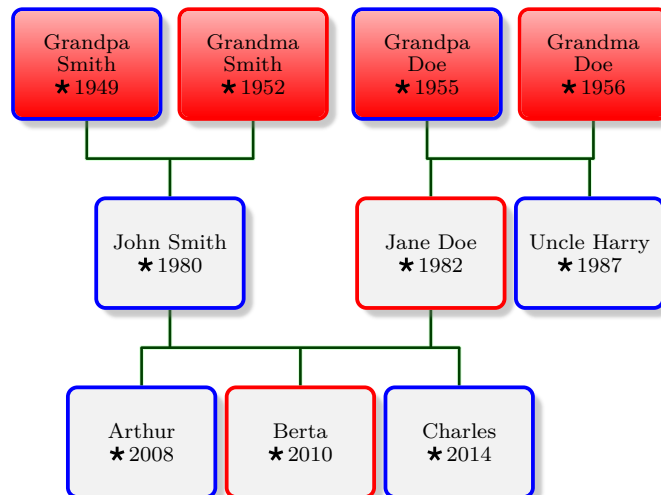 Grandpa
Smith
★ 1949
Grandma
Smith
★ 1952
Grandpa
Doe
★ 1955
Grandma
Doe
★ 1956
John Smith
★ 1980
Jane Doe
★ 1982
Uncle Harry
★ 1987
Arthur
★ 2008
Berta
★ 2010
Charles
★ 2014